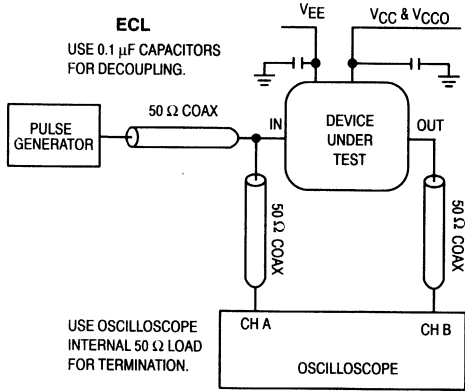 ECL
USE 0.1 µF CAPACITORS
FOR DECOUPLING.
VEE
VCC & VCCO
50 Ω COAX
PULSE
GENERATOR
IN
DEVICE
UNDER
TEST
OUT
50 Ω COAX
50 Ω COAX
USE OSCILLOSCOPE
INTERNAL 50 Ω LOAD
FOR TERMINATION.
CH A
CH B
OSCILLOSCOPE